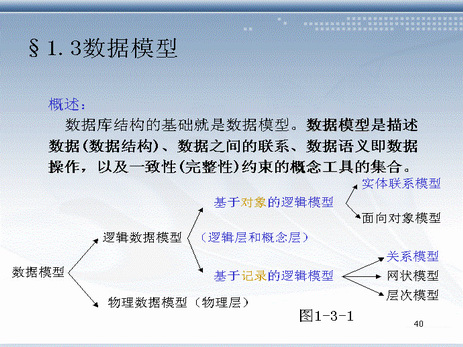 §1.3数据模型
概述:
数据库结构的基础就是数据模型。数据模型是描述
数据(数据结构)、数据之间的联系、数据语义即数据
操作，以及一致性(完整性)约束的概念工具的集合。
实体联系模型
基于对象的逻辑模型
面向对象模型
逻辑数据模型 (逻辑层和概念层)
关系模型
数据模型
基于记录的逻辑模型
网状模型
层次模型
物理数据模型（物理层）
图1-3-1
40